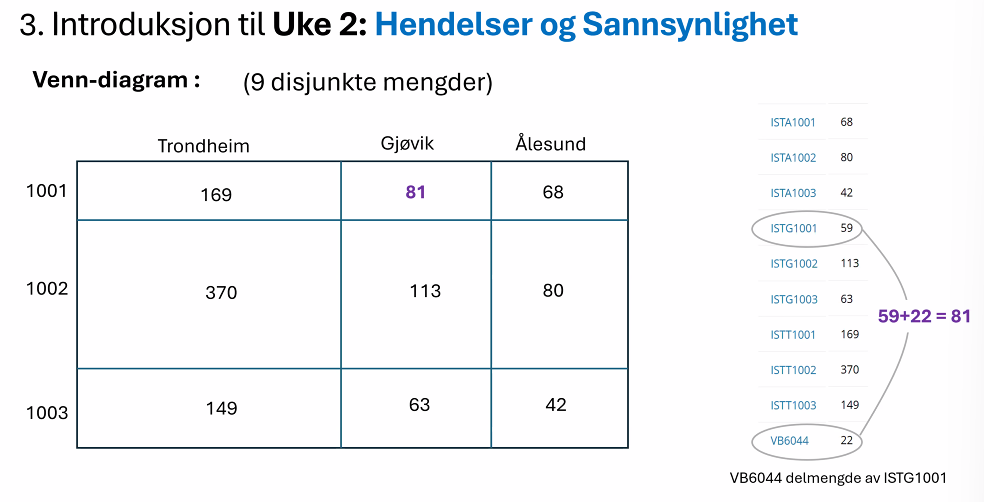 3. Introduksjon til Uke 2: Hendelser og Sannsynlighet
Venn-diagram : (9 disjunkte mengder)
Trondheim Gjøvik Ålesund
1001 169 81 68
1002 370 113 80
1003 149 63 42
ISTA1001 68
ISTA1002 80
ISTA1003 42
ISTG1001 59
ISTG1002 113
ISTG1003 63
59+22 = 81
ISTT1001 169
ISTT1002 370
ISTT1003 149
VB6044 22
VB6044 delmengde av ISTG1001